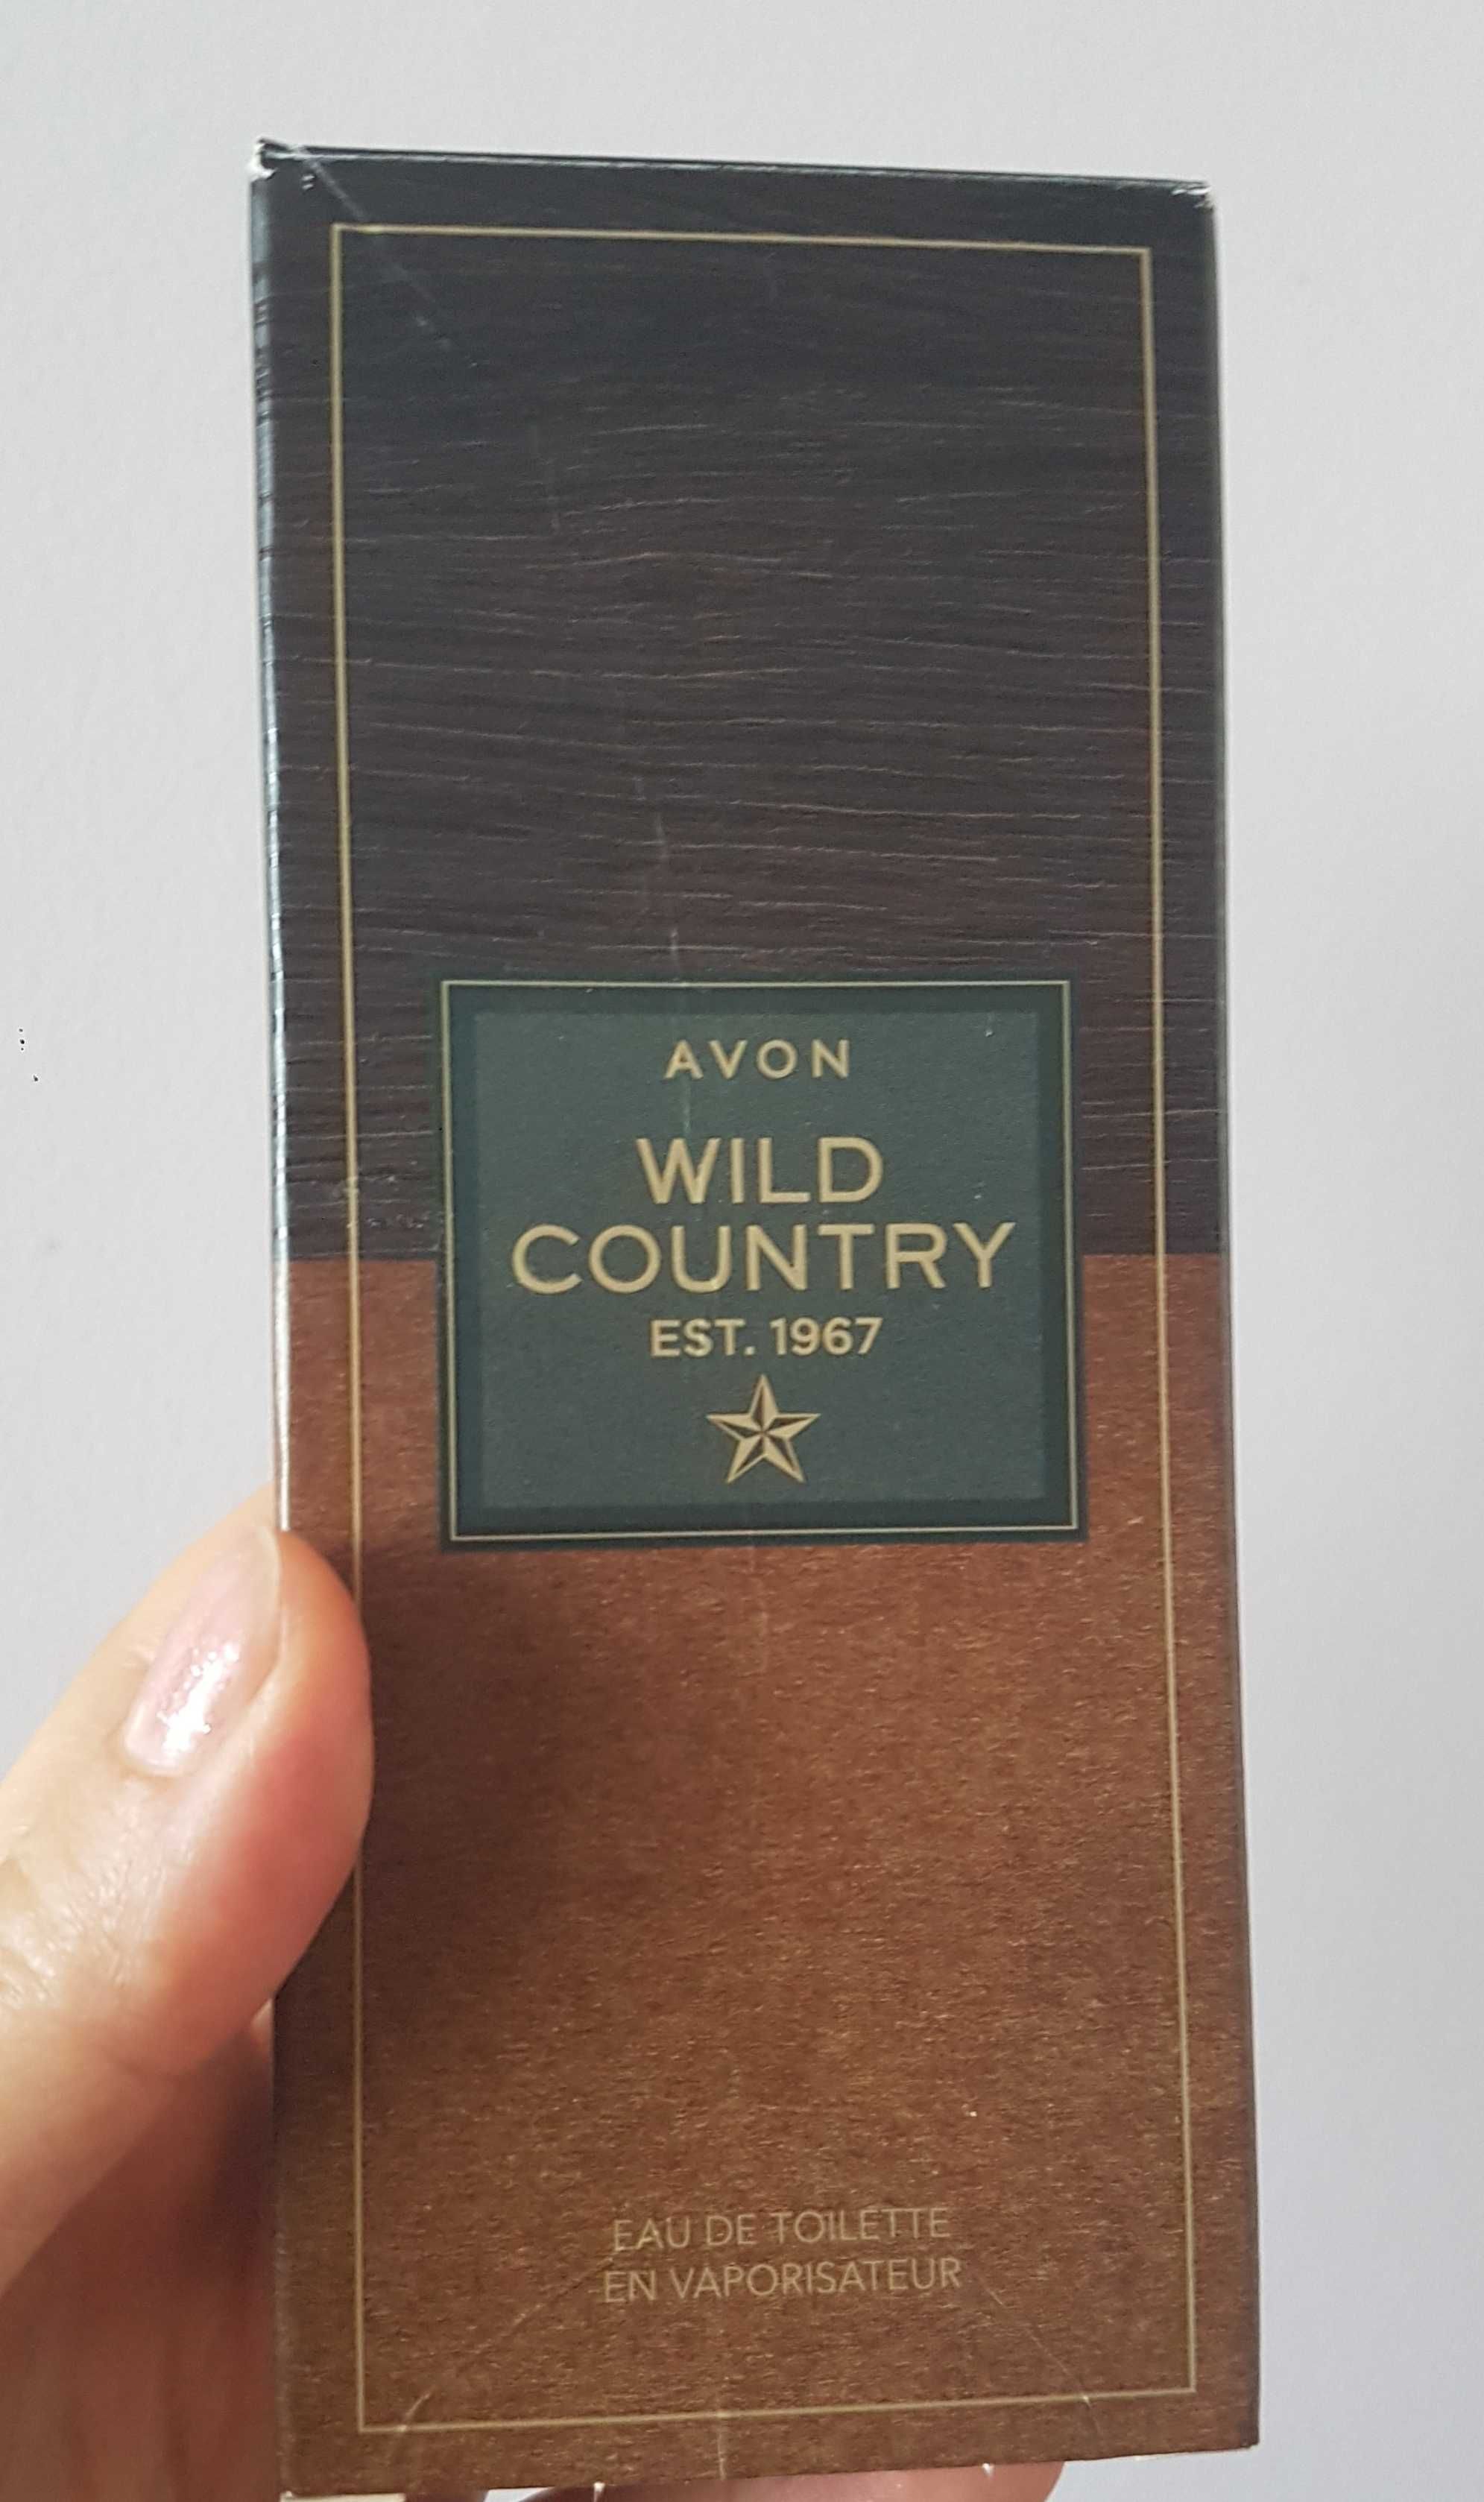 AVON
WILD
COUNTRY
EST. 1967
EAU DE TOILETTE
EN VAPORISATEUR